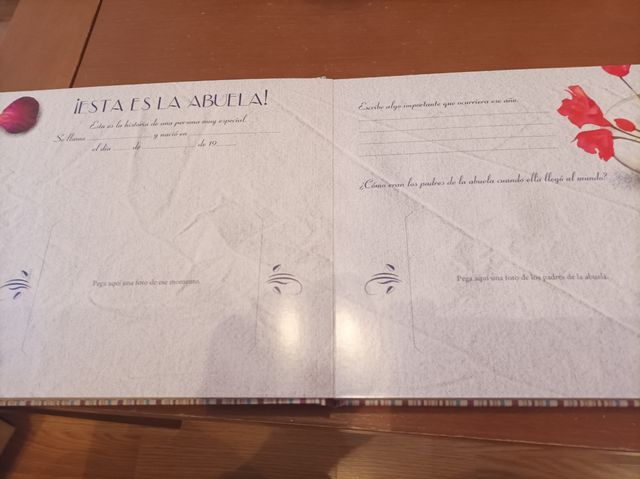 ¡ESTA ES LA ABUELA!
Esta es la historia de una persona muy especial.
Se llama y nació en
el día de de 19
Pega aquí una foto de ese momento.
Escribe algo importante que ocurriera ese año.
¿Cómo eran los padres de la abuela cuando ella llegó al mundo?
Pega aquí una foto de los padres de la abuela.